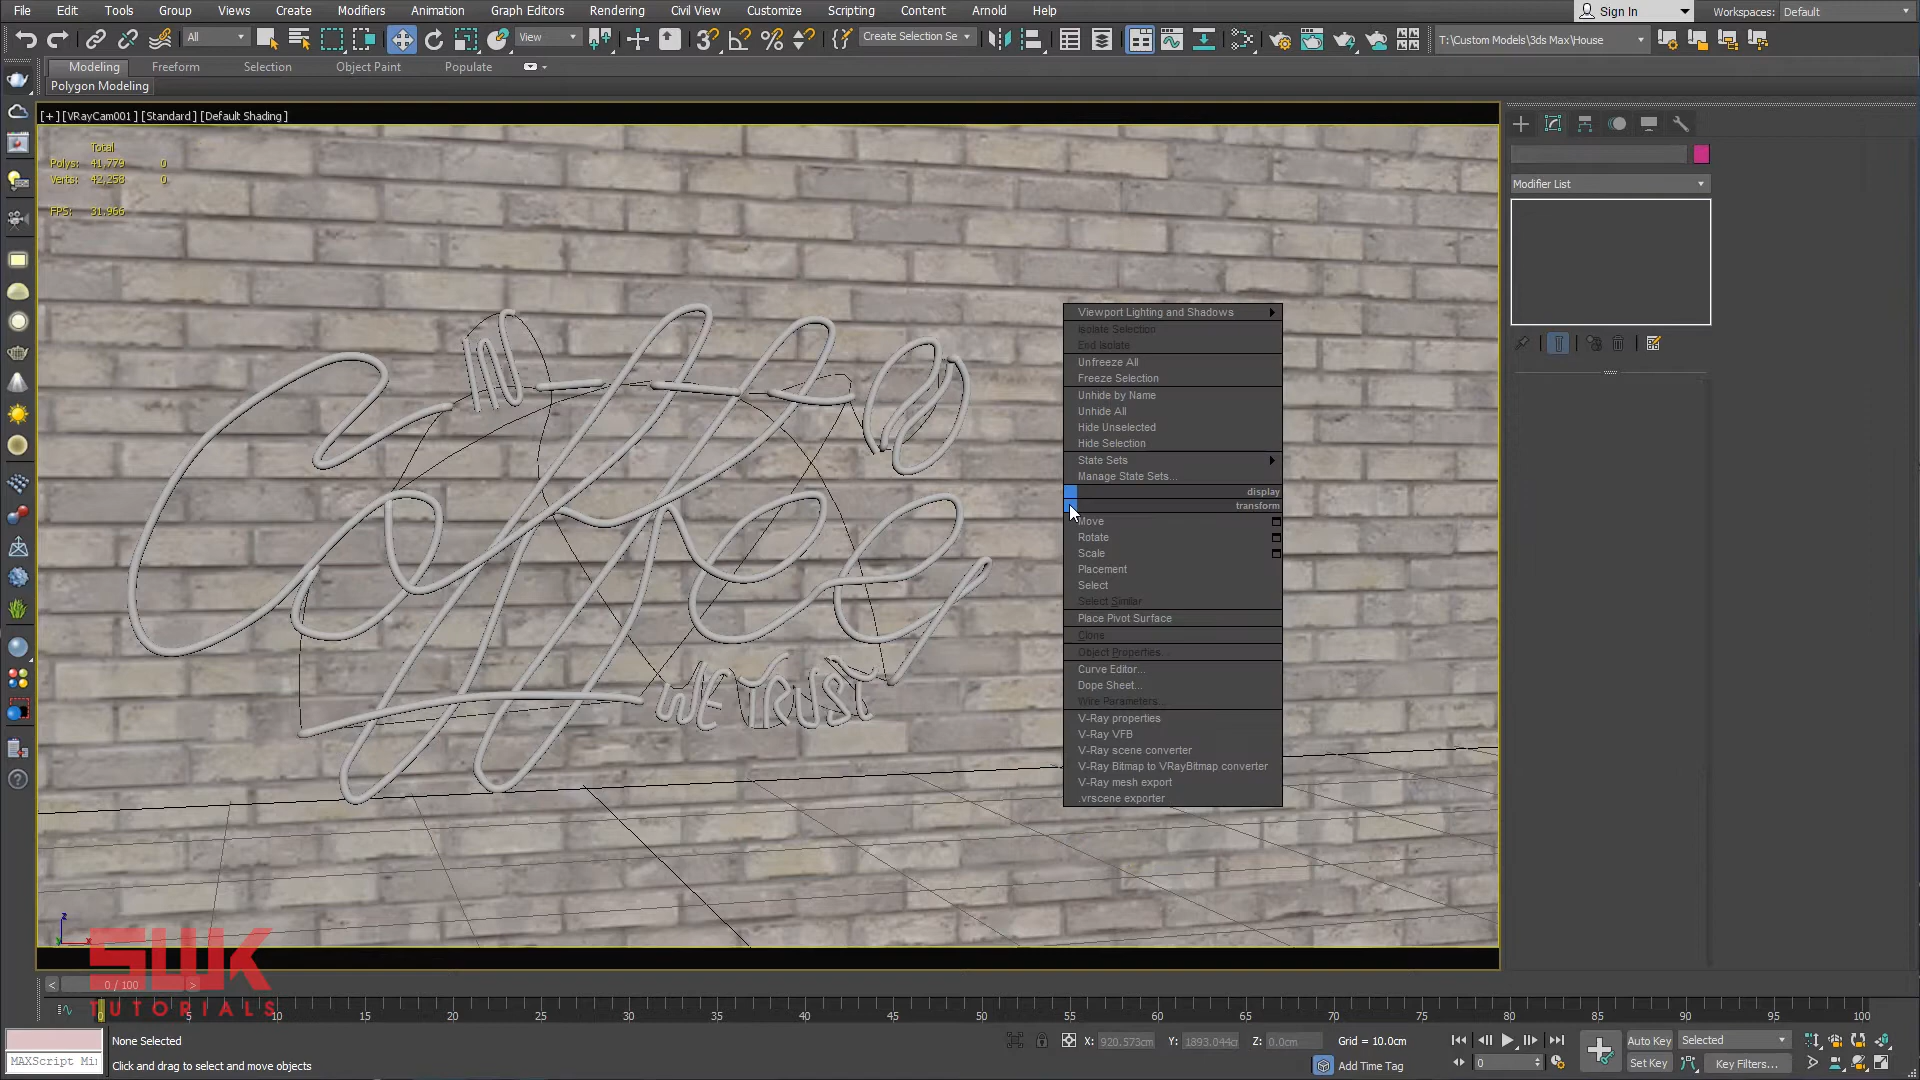 File Edit Tools Group Views Create Modifiers Animation Graph Editors Rendering Civil View Customize Scripting Content Arnold Help Sign In Workspaces: Default
All View Create Selection Se T:\Custom Models\3ds Max\House
Modeling Freeform Selection Object Paint Populate
Polygon Modeling
[+] [VRayCam001] [Standard] [Default Shading]
Total
Polys: 41,779 0
Verts: 42,258 0
FPS: 31.966
Modifier List
IN
Coffee
WE TRUST
Viewport Lighting and Shadows
Isolate Selection
End Isolate
Unfreeze All
Freeze Selection
Unhide by Name
Unhide All
Hide Unselected
Hide Selection
State Sets
Manage State Sets...
display
transform
Move
Rotate
Scale
Placement
Select
Select Similar
Place Pivot Surface
Clone
Object Properties...
Curve Editor...
Dope Sheet...
Wire Parameters...
V-Ray properties
V-Ray VFB
V-Ray scene converter
V-Ray Bitmap to VRayBitmap converter
V-Ray mesh export
.vrscene exporter
z
x
SWK
TUTORIALS
< 0 / 100 >
0 5 10 15 20 25 30 35 40 45 50 55 60 65 70 75 80 85 90 95 100
None Selected X: 920.573cm Y: 1893.044cm Z: 0.0cm Grid = 10.0cm Auto Key Selected
MAXScript Mi Click and drag to select and move objects Add Time Tag 0 Set Key Key Filters...